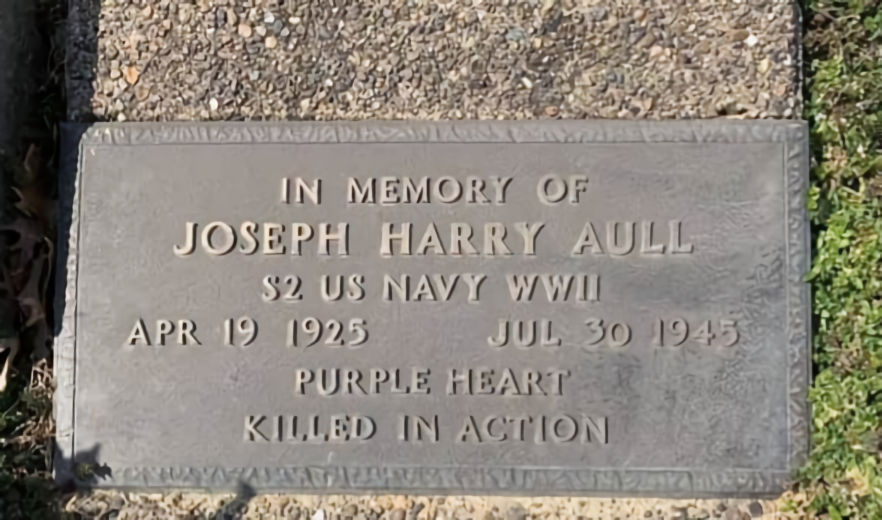 IN MEMORY OF
JOSEPH HARRY AULL
S2 US NAVY WWII
APR 19 1925 JUL 30 1945
PURPLE HEART
KILLED IN ACTION